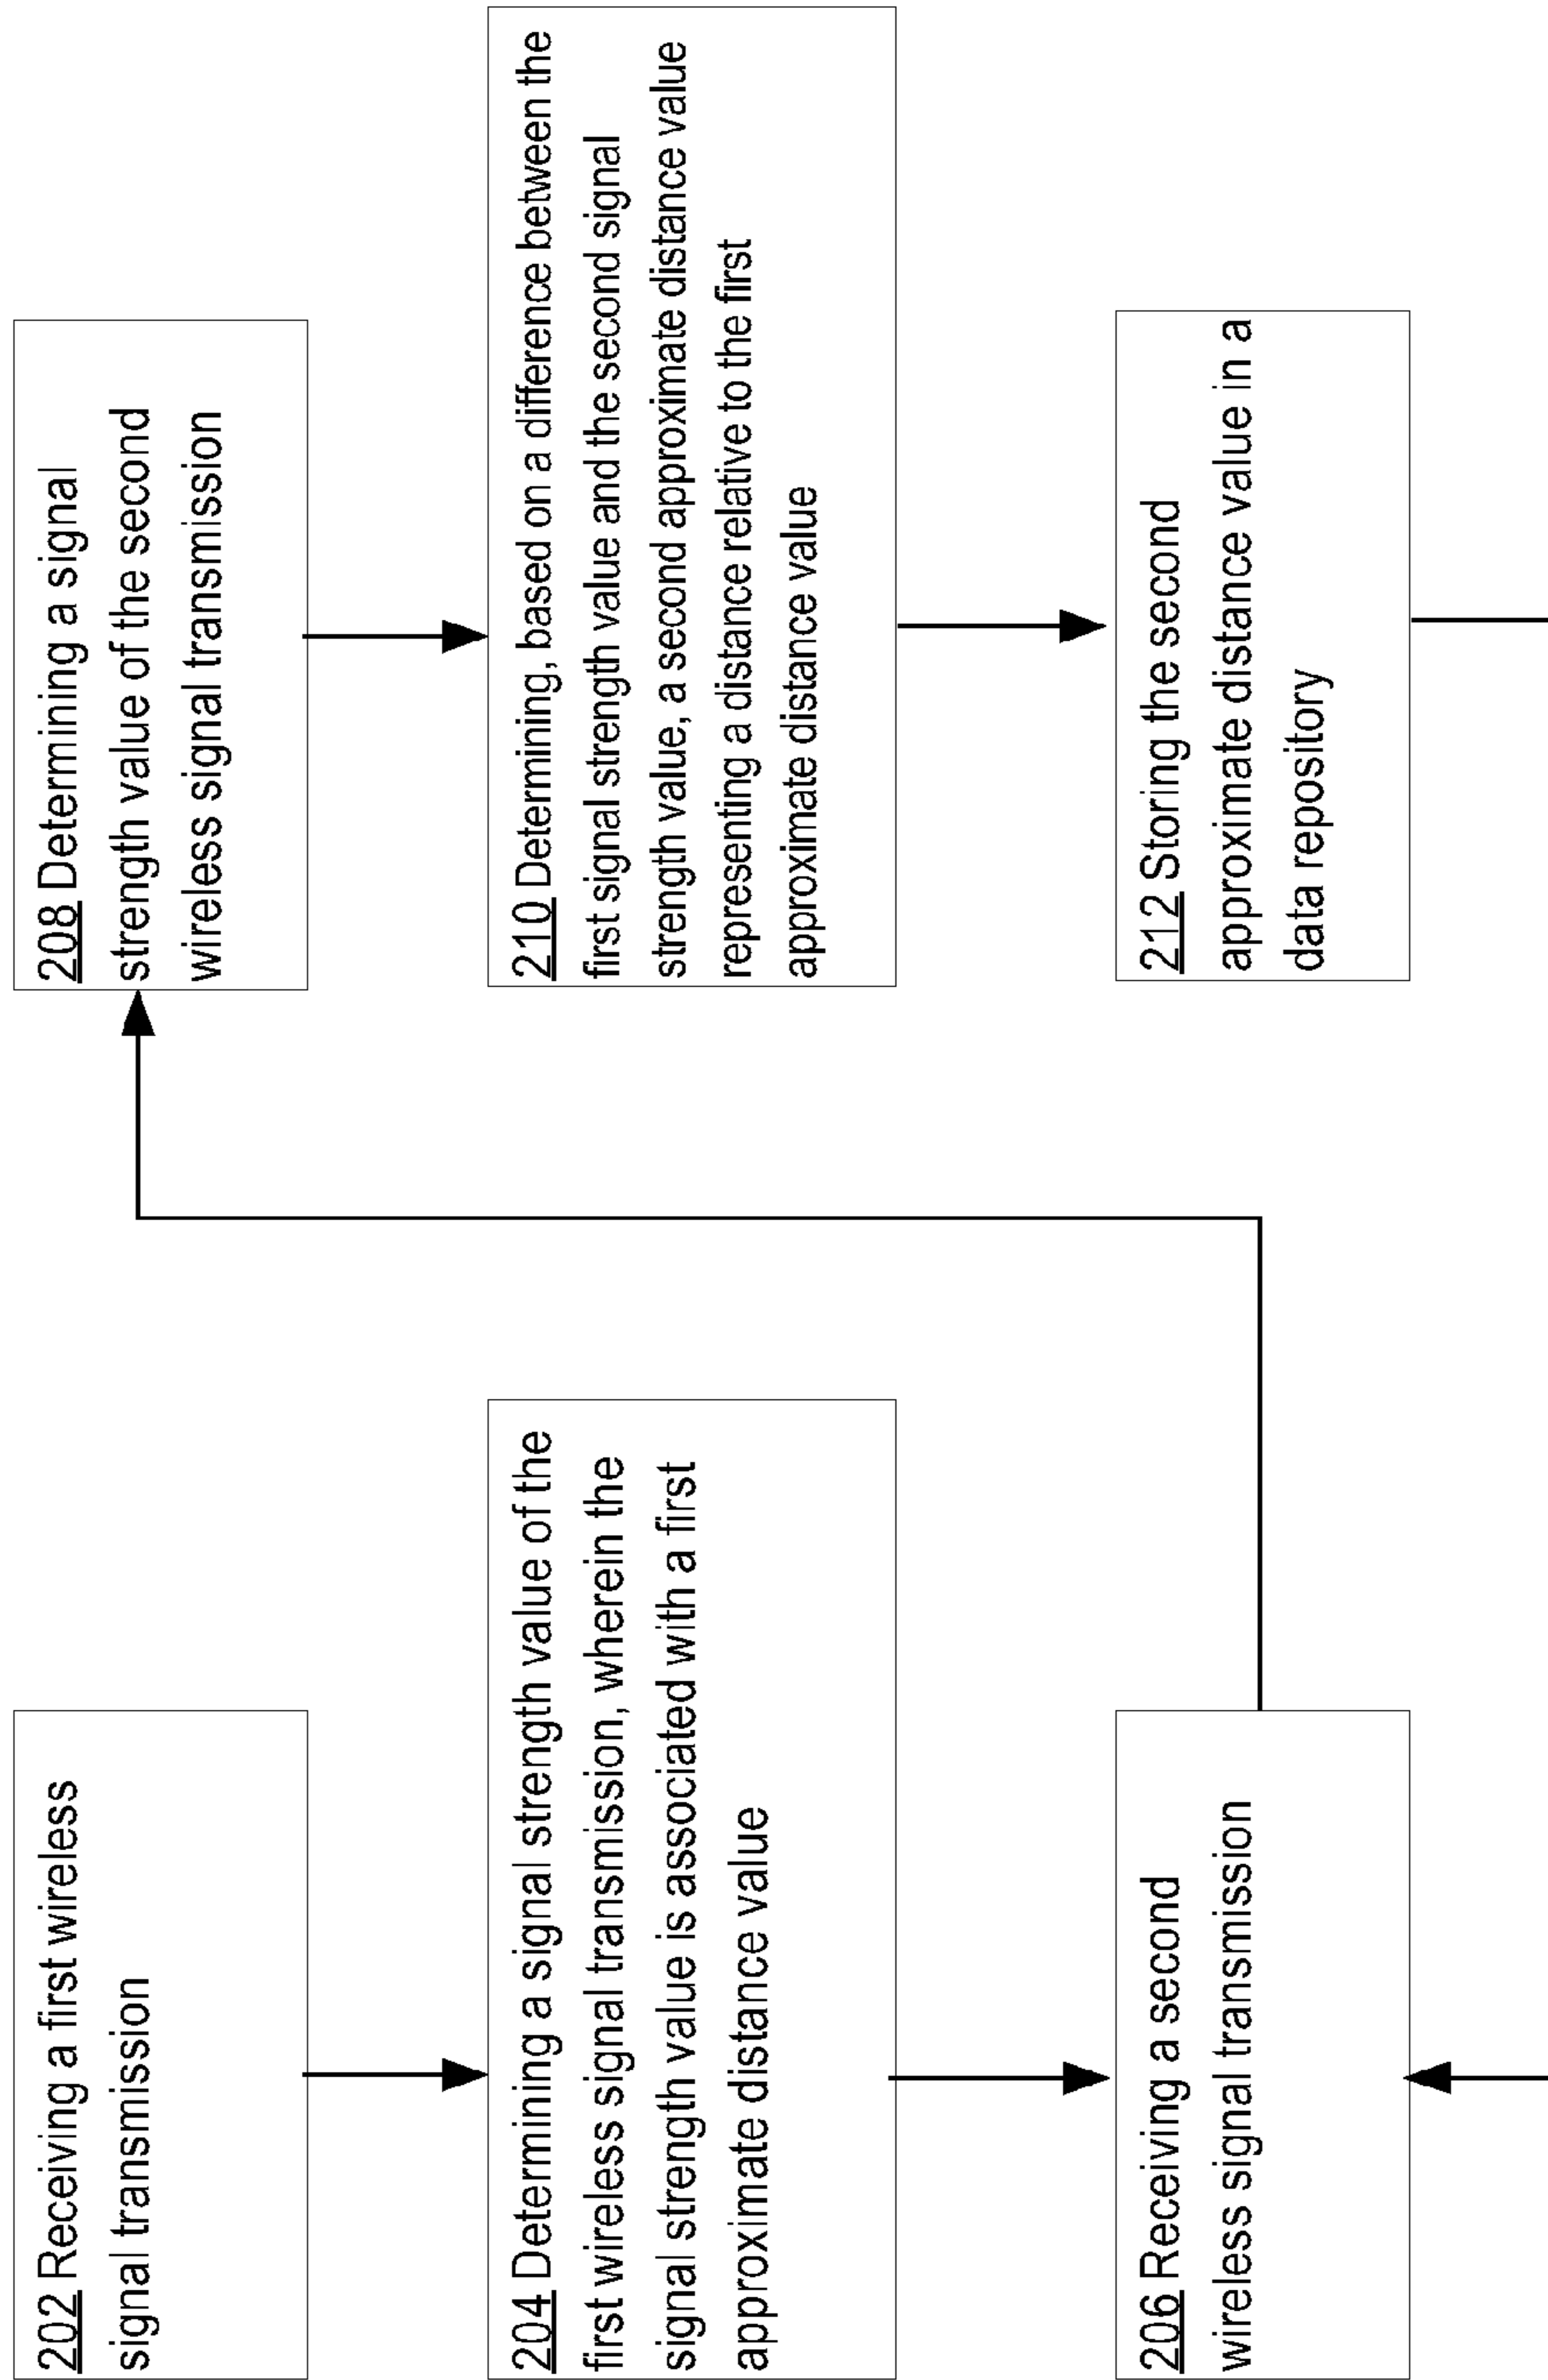 202 Receiving a first wireless
signal transmission
204 Determining a signal strength value of the
first wireless signal transmission, wherein the
signal strength value is associated with a first
approximate distance value
206 Receiving a second
wireless signal transmission
208 Determining a signal
strength value of the second
wireless signal transmission
210 Determining, based on a difference between the
first signal strength value and the second signal
strength value, a second approximate distance value
representing a distance relative to the first
approximate distance value
212 Storing the second
approximate distance value in a
data repository